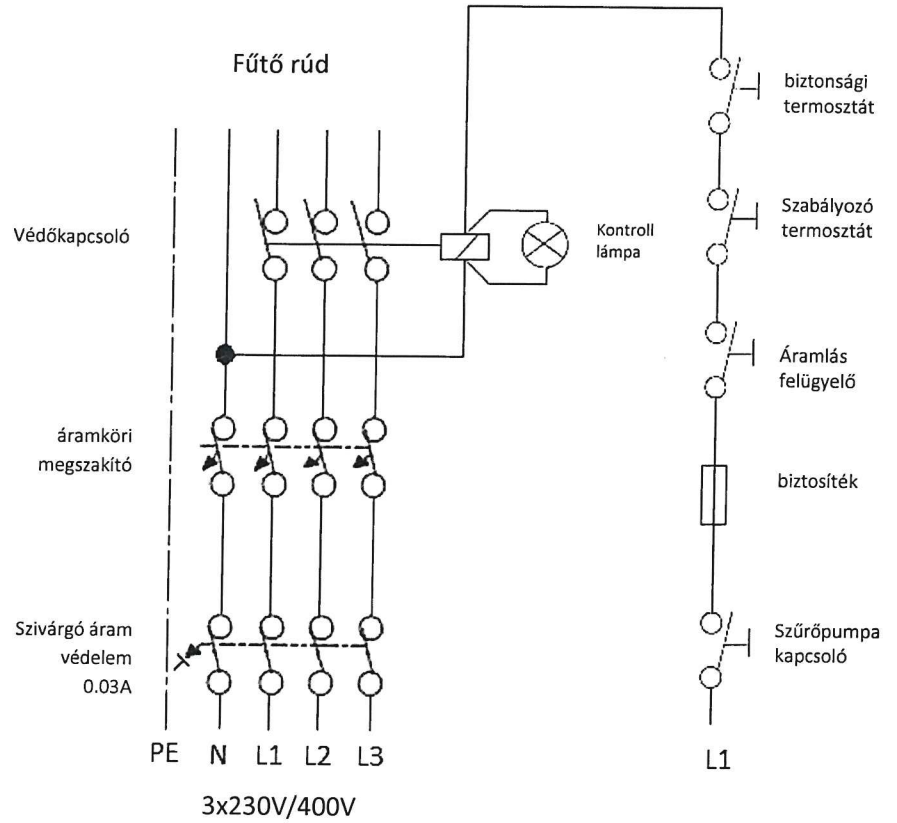 Fűtő rúd
biztonsági
termosztát
Védőkapcsoló
Kontroll
lámpa
Szabályozó
termosztát
Áramlás
felügyelő
áramköri
megszakító
biztosíték
Szivárgó áram
védelem
0.03A
Szűrőpumpa
kapcsoló
PE N L1 L2 L3
L1
3x230V/400V